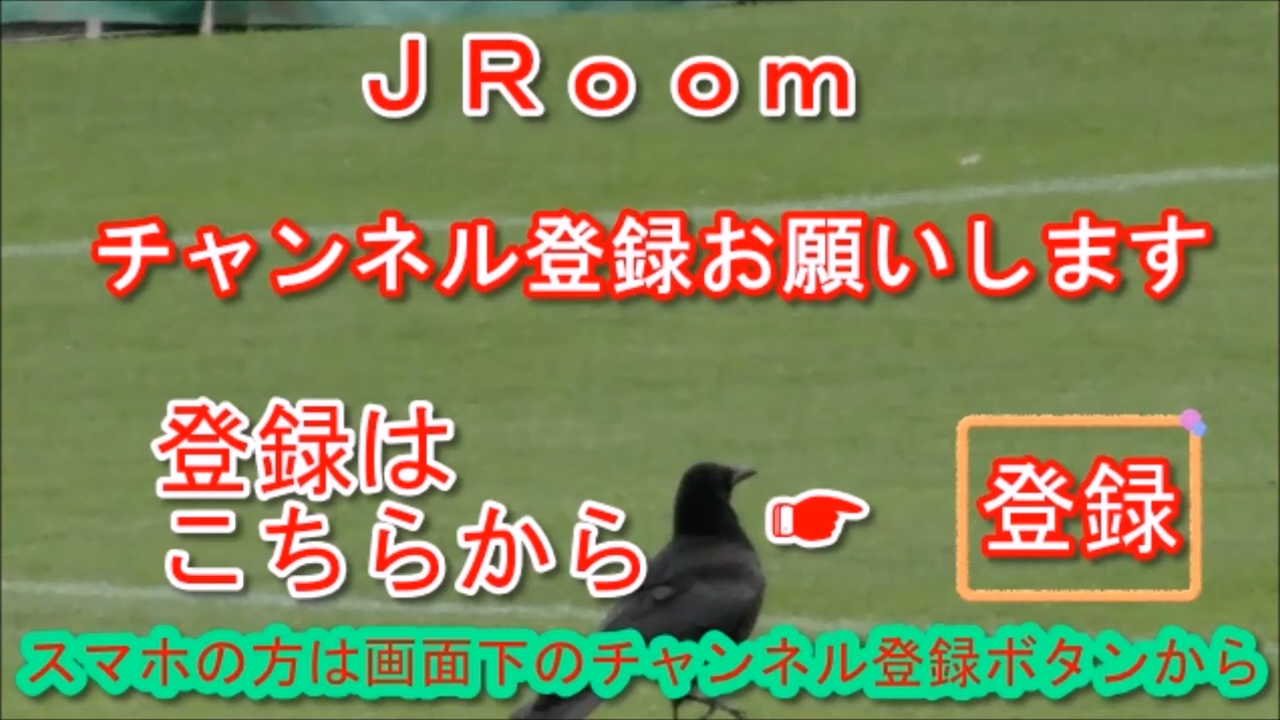 ＪＲｏｏｍ
チャンネル登録お願いします
登録は
こちらから
登録
スマホの方は画面下のチャンネル登録ボタンから